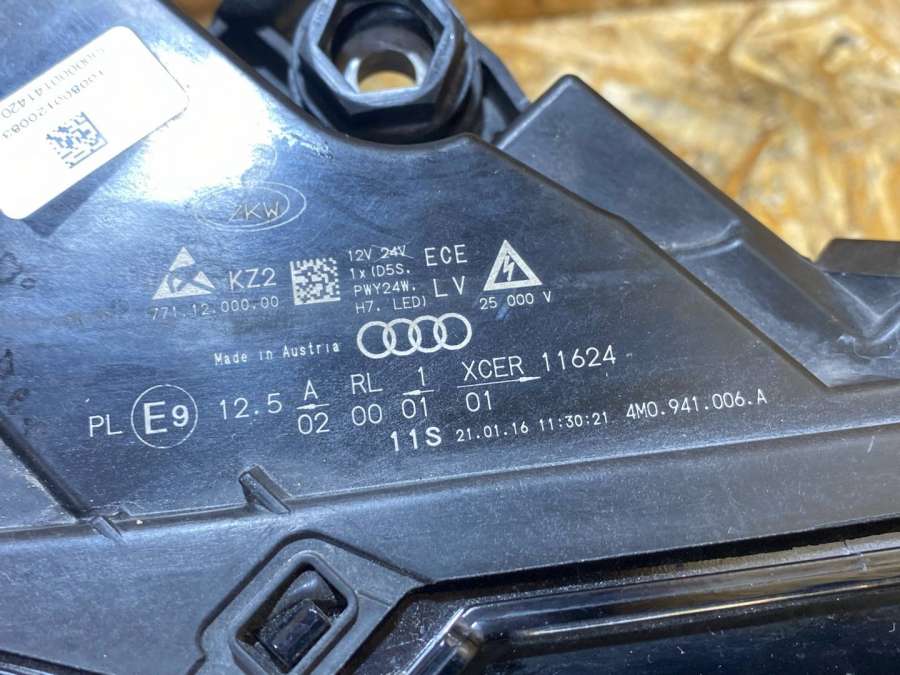 ZKW
KZ2
771.12.000.00
12V 24V
1x (D5S.
PWY24W.
H7. LED)
ECE
LV
25 000 V
Made in Austria
PL E9 12.5 A RL 1 XCER 11624
02 00 01 01
11S 21.01.16 11:30:21 4M0.941.006.A